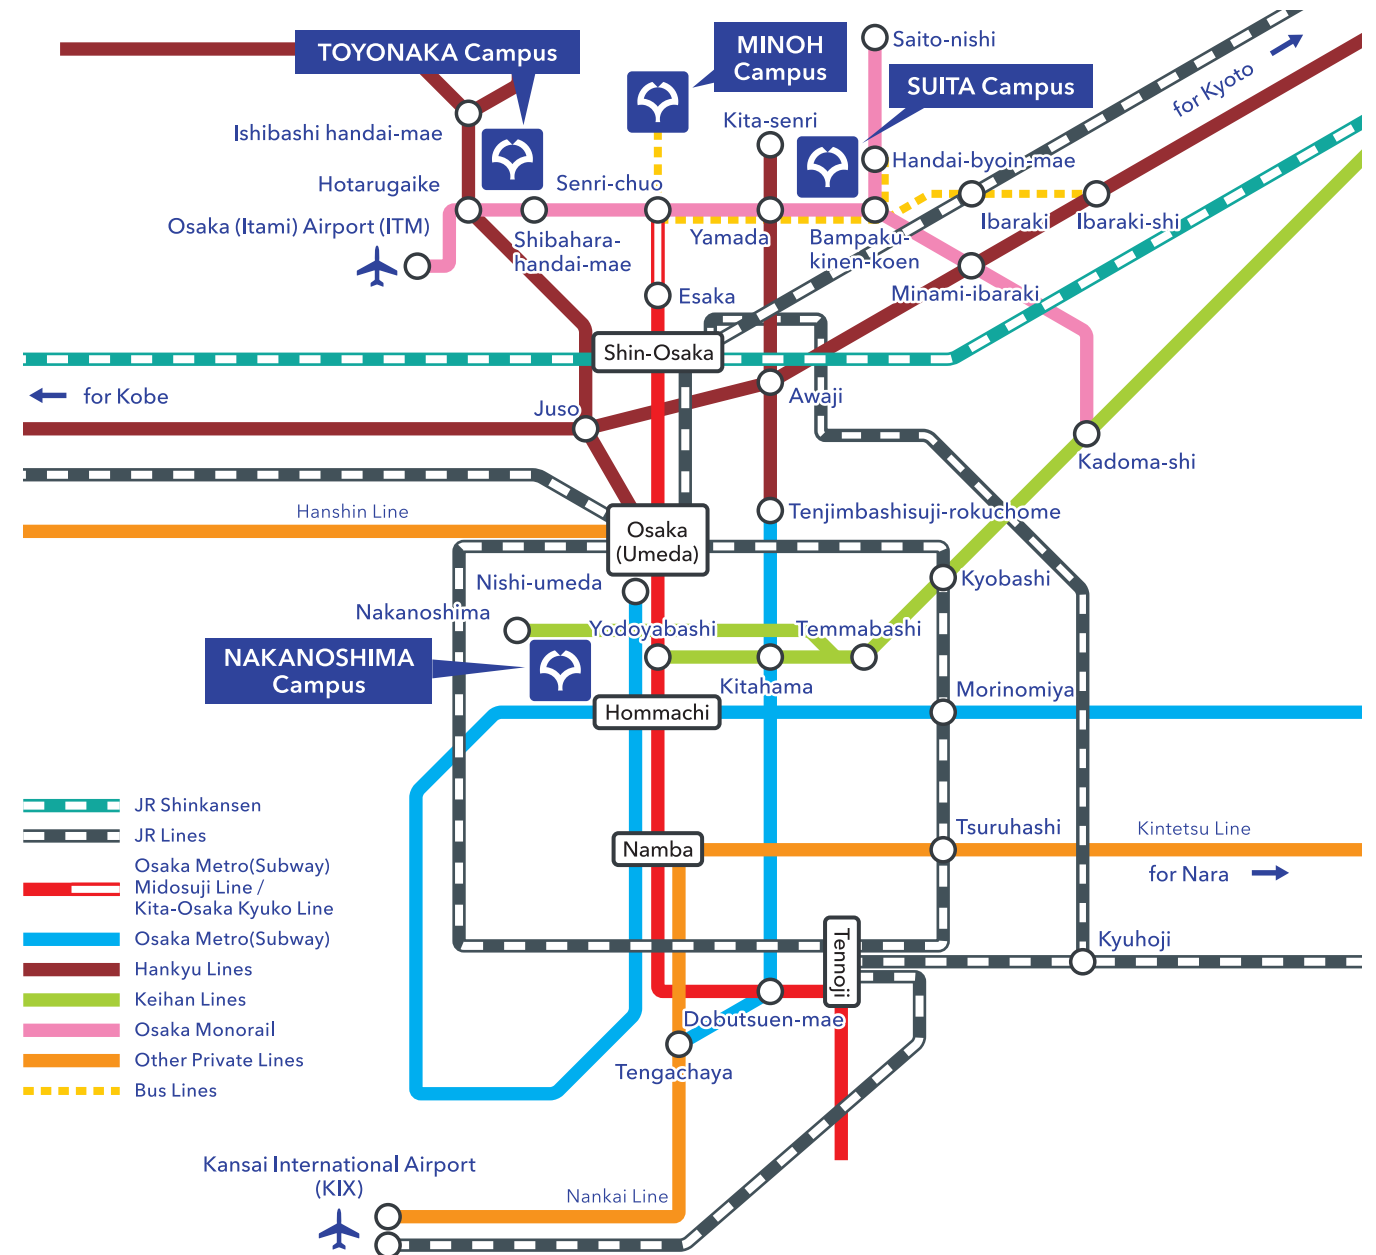 TOYONAKA Campus
MINOH
Campus
Saito-nishi
SUITA Campus
for Kyoto
Kita-senri
Ishibashi handai-mae
Handai-byoin-mae
Hotarugaike
Senri-chuo
Osaka (Itami) Airport (ITM)
Shibahara-
handai-mae
Yamada
Bampaku-
kinen-koen
Ibaraki
Ibaraki-shi
Esaka
Minami-ibaraki
Shin-Osaka
for Kobe
Juso
Awaji
Kadoma-shi
Hanshin Line
Osaka
(Umeda)
Tenjimbashisuji-rokuchome
Nishi-umeda
Kyobashi
Nakanoshima
Yodoyabashi
Temmabashi
NAKANOSHIMA
Campus
Kitahama
Morinomiya
Hommachi
JR Shinkansen
JR Lines
Osaka Metro(Subway)
Midosuji Line /
Kita-Osaka Kyuko Line
Osaka Metro(Subway)
Hankyu Lines
Keihan Lines
Osaka Monorail
Other Private Lines
Bus Lines
Namba
Tsuruhashi
Kintetsu Line
for Nara
Tennoji
Kyuhoji
Dobutsuen-mae
Tengachaya
Kansai International Airport
(KIX)
Nankai Line